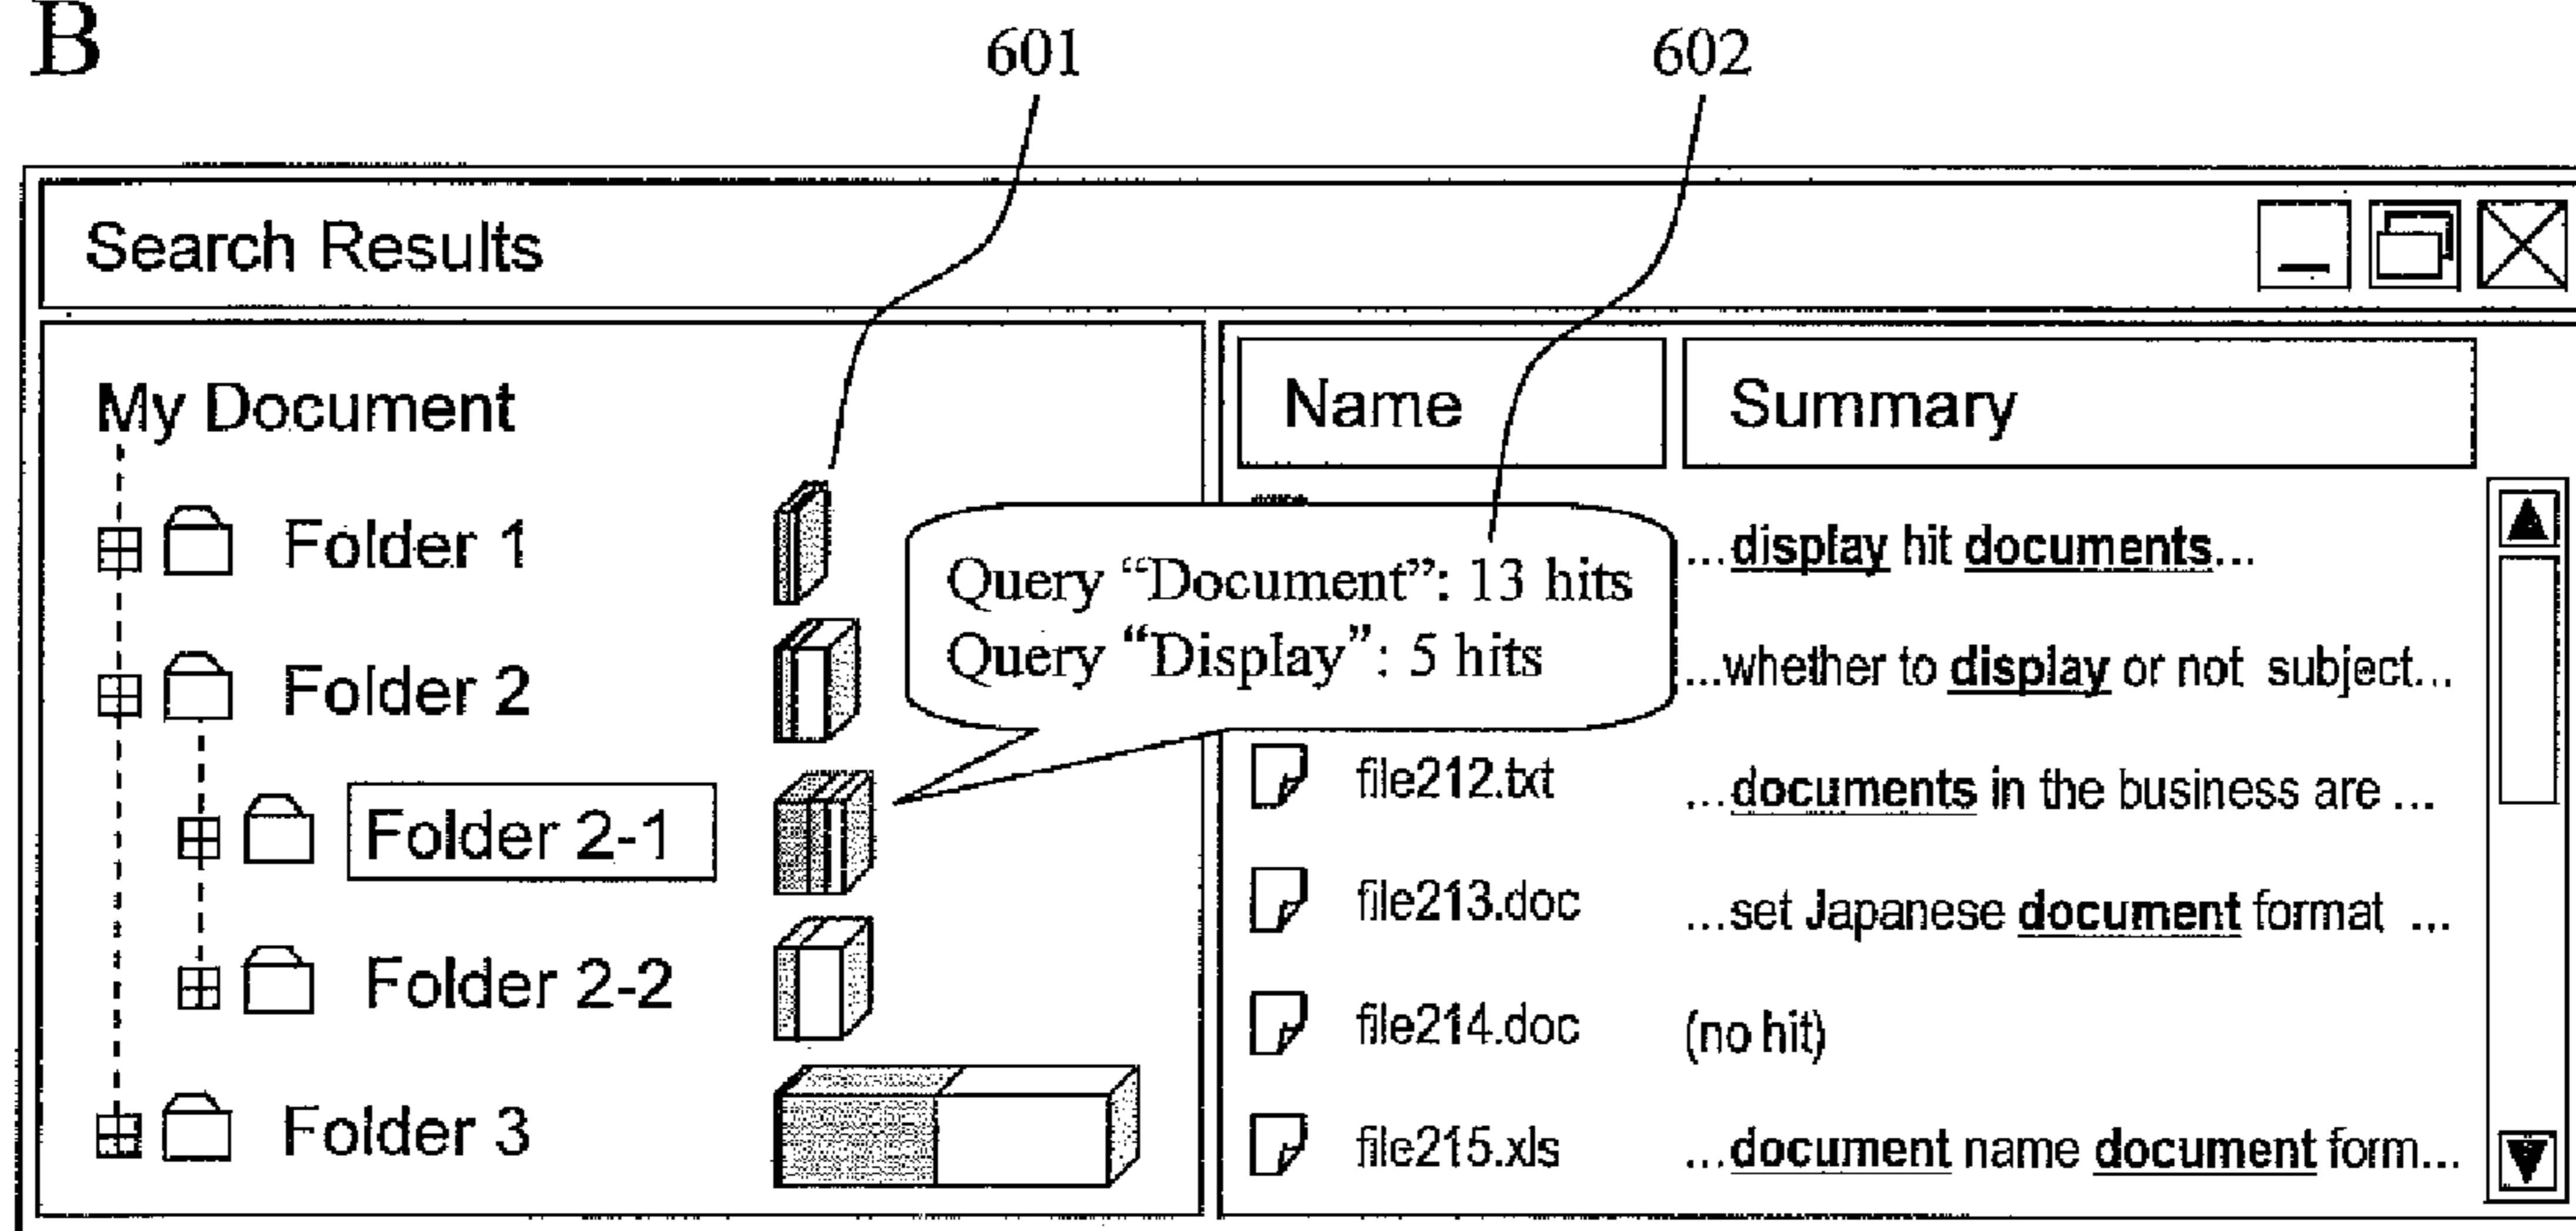 B
601
602
Search Results
My Document
Folder 1
Folder 2
Folder 2-1
Folder 2-2
Folder 3
Query “Document”: 13 hits
Query “Display”: 5 hits
Name Summary
...display hit documents...
...whether to display or not subject...
file212.txt ...documents in the business are ...
file213.doc ...set Japanese document format ...
file214.doc (no hit)
file215.xls ...document name document form...